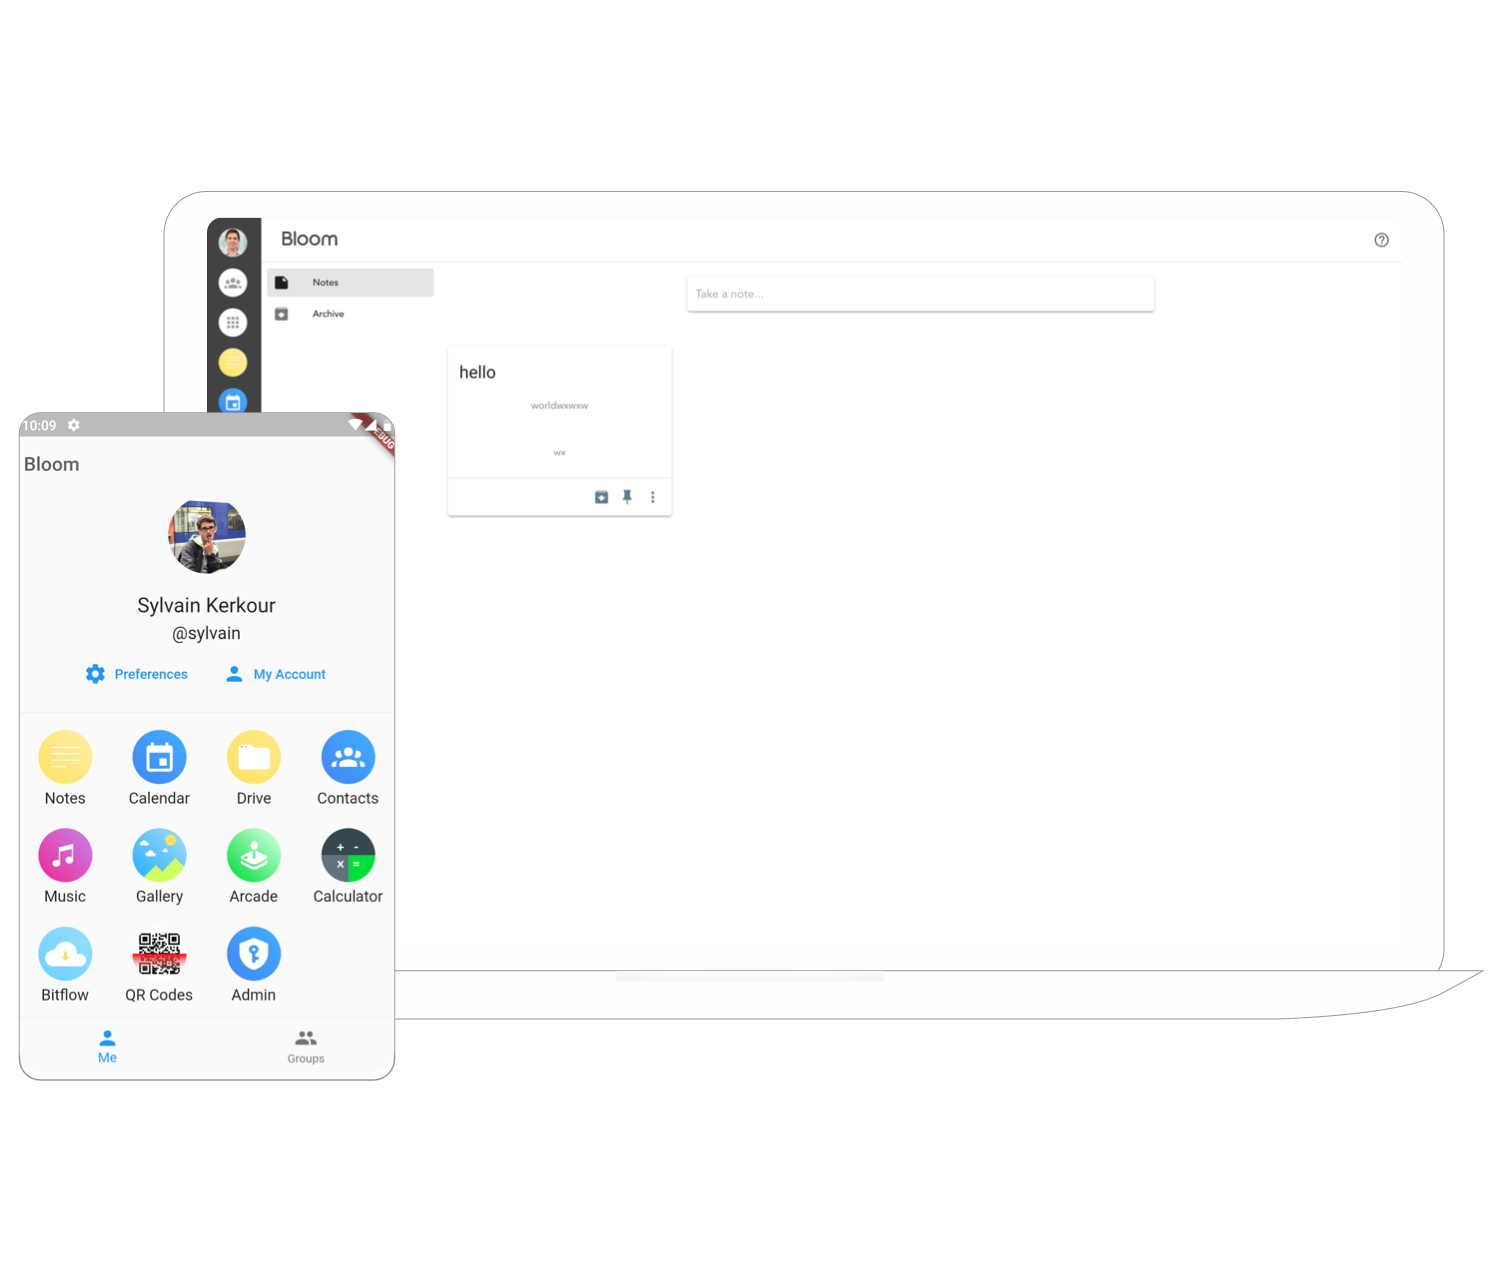 Bloom
Notes
Archive
Take a note...
hello
worldwxwxw
wx
10:09
Bloom
Sylvain Kerkour
@sylvain
Preferences My Account
Notes Calendar Drive Contacts
Music Gallery Arcade Calculator
Bitflow QR Codes Admin
Me Groups